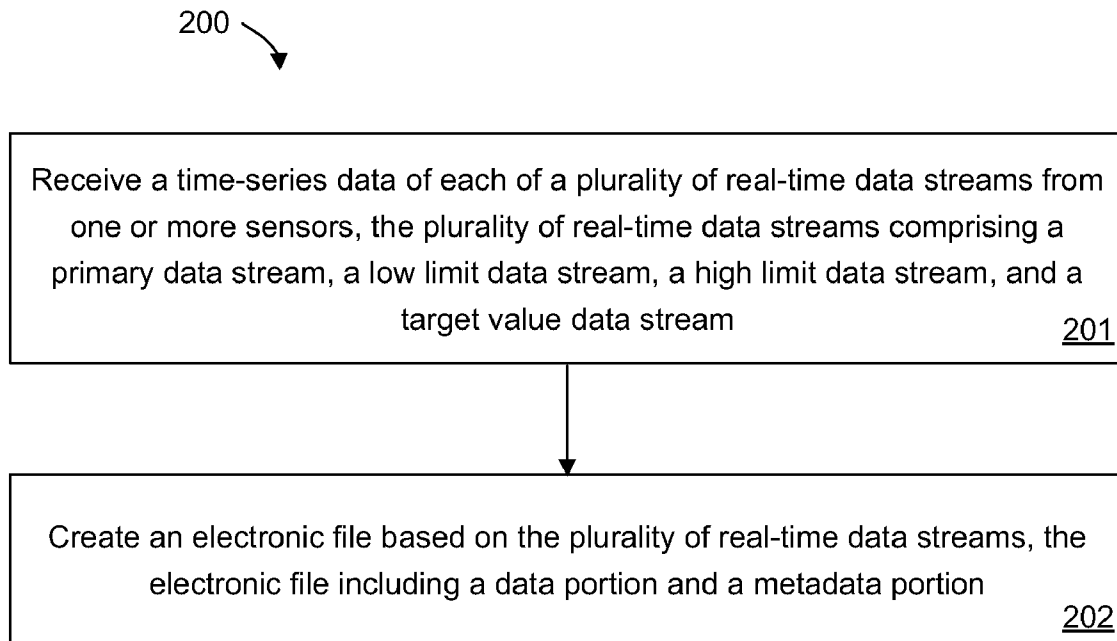 200
Receive a time-series data of each of a plurality of real-time data streams from
one or more sensors, the plurality of real-time data streams comprising a
primary data stream, a low limit data stream, a high limit data stream, and a
target value data stream
201
Create an electronic file based on the plurality of real-time data streams, the
electronic file including a data portion and a metadata portion
202